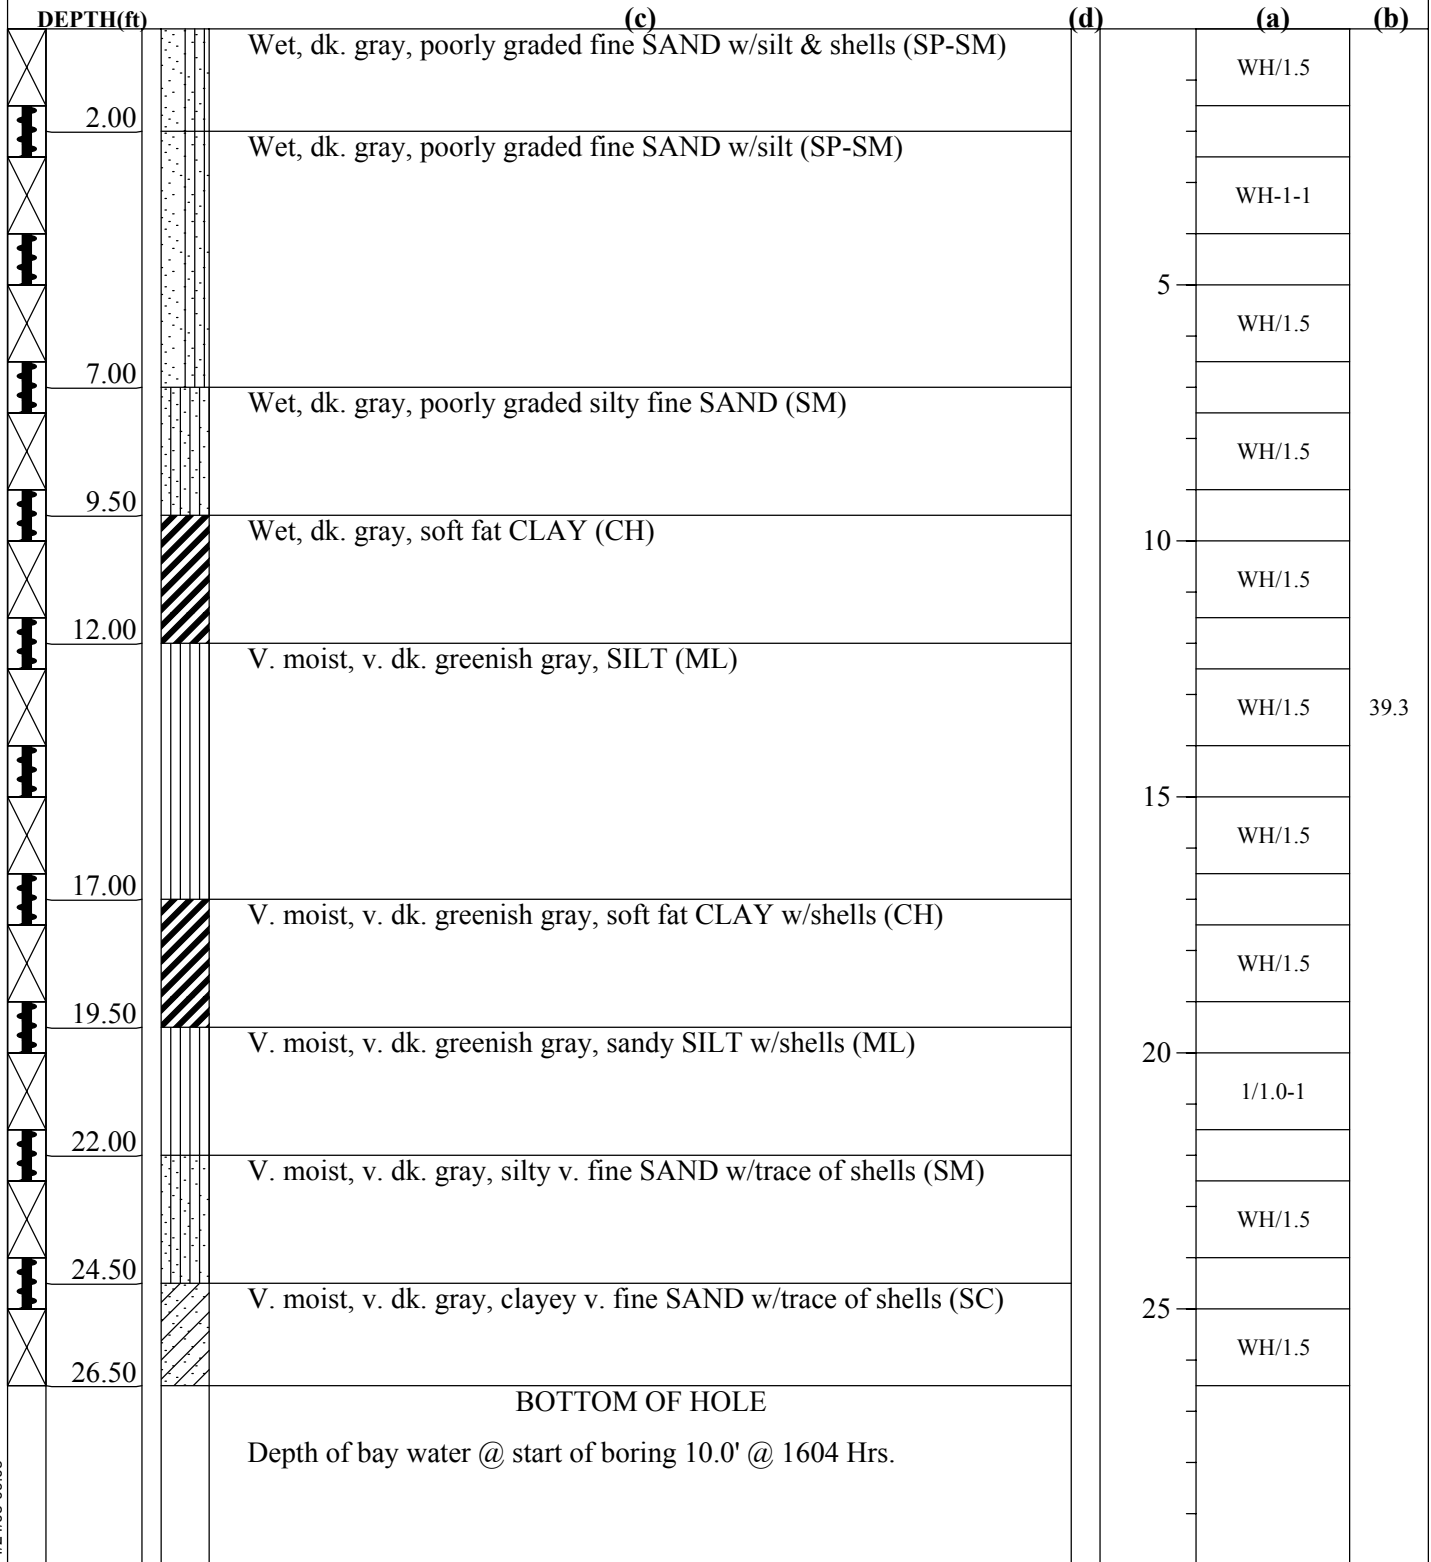 DEPTH(ft) (c) (d) (a) (b)
Wet, dk. gray, poorly graded fine SAND w/silt & shells (SP-SM)
WH/1.5
2.00
Wet, dk. gray, poorly graded fine SAND w/silt (SP-SM)
WH-1-1
5
WH/1.5
7.00
Wet, dk. gray, poorly graded silty fine SAND (SM)
WH/1.5
9.50
Wet, dk. gray, soft fat CLAY (CH)
10
WH/1.5
12.00
V. moist, v. dk. greenish gray, SILT (ML)
WH/1.5 39.3
15
WH/1.5
17.00
V. moist, v. dk. greenish gray, soft fat CLAY w/shells (CH)
WH/1.5
19.50
V. moist, v. dk. greenish gray, sandy SILT w/shells (ML)
20
1/1.0-1
22.00
V. moist, v. dk. gray, silty v. fine SAND w/trace of shells (SM)
WH/1.5
24.50
V. moist, v. dk. gray, clayey v. fine SAND w/trace of shells (SC)
25
WH/1.5
26.50
BOTTOM OF HOLE
Depth of bay water @ start of boring 10.0' @ 1604 Hrs.